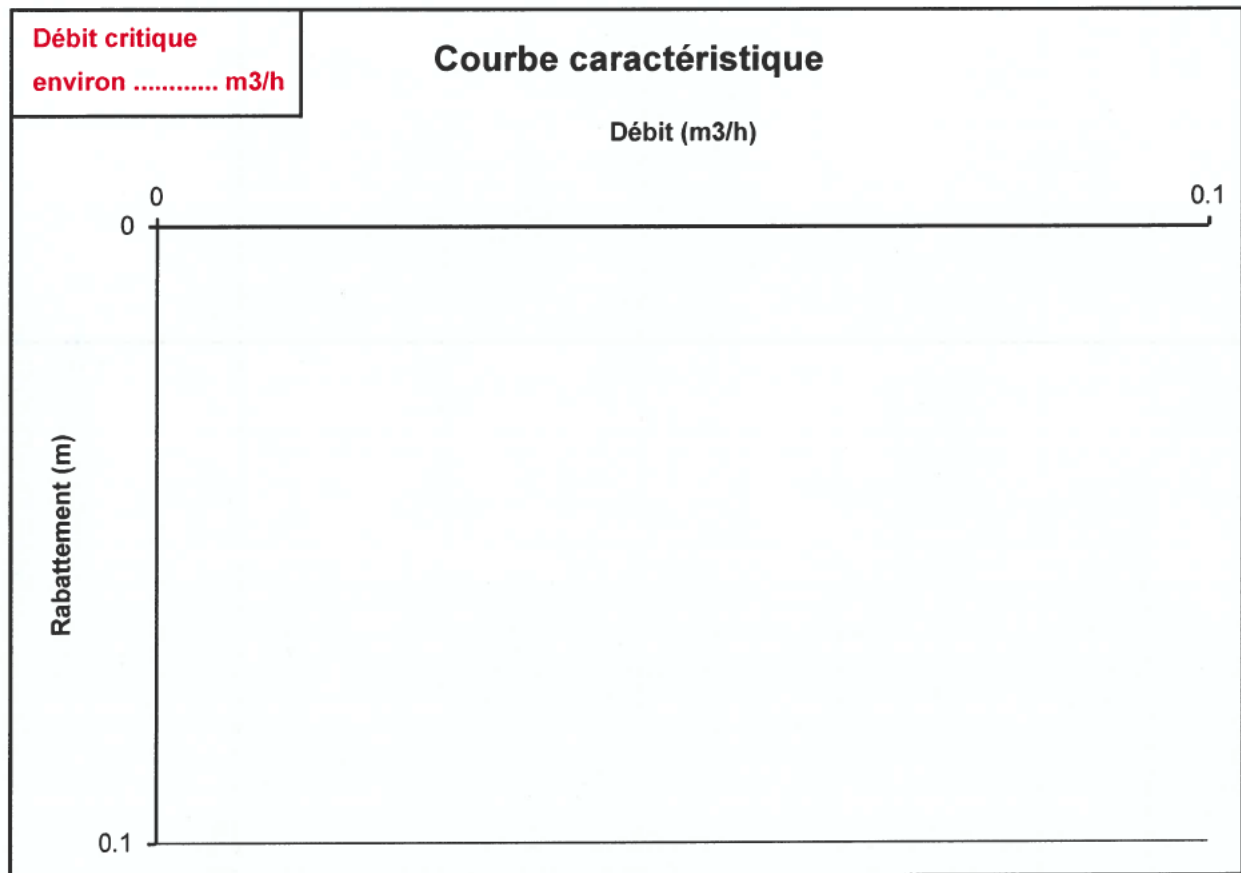 Débit critique
environ ............ m3/h
Courbe caractéristique
Débit (m3/h)
0
0.1
0
Rabattement (m)
0.1